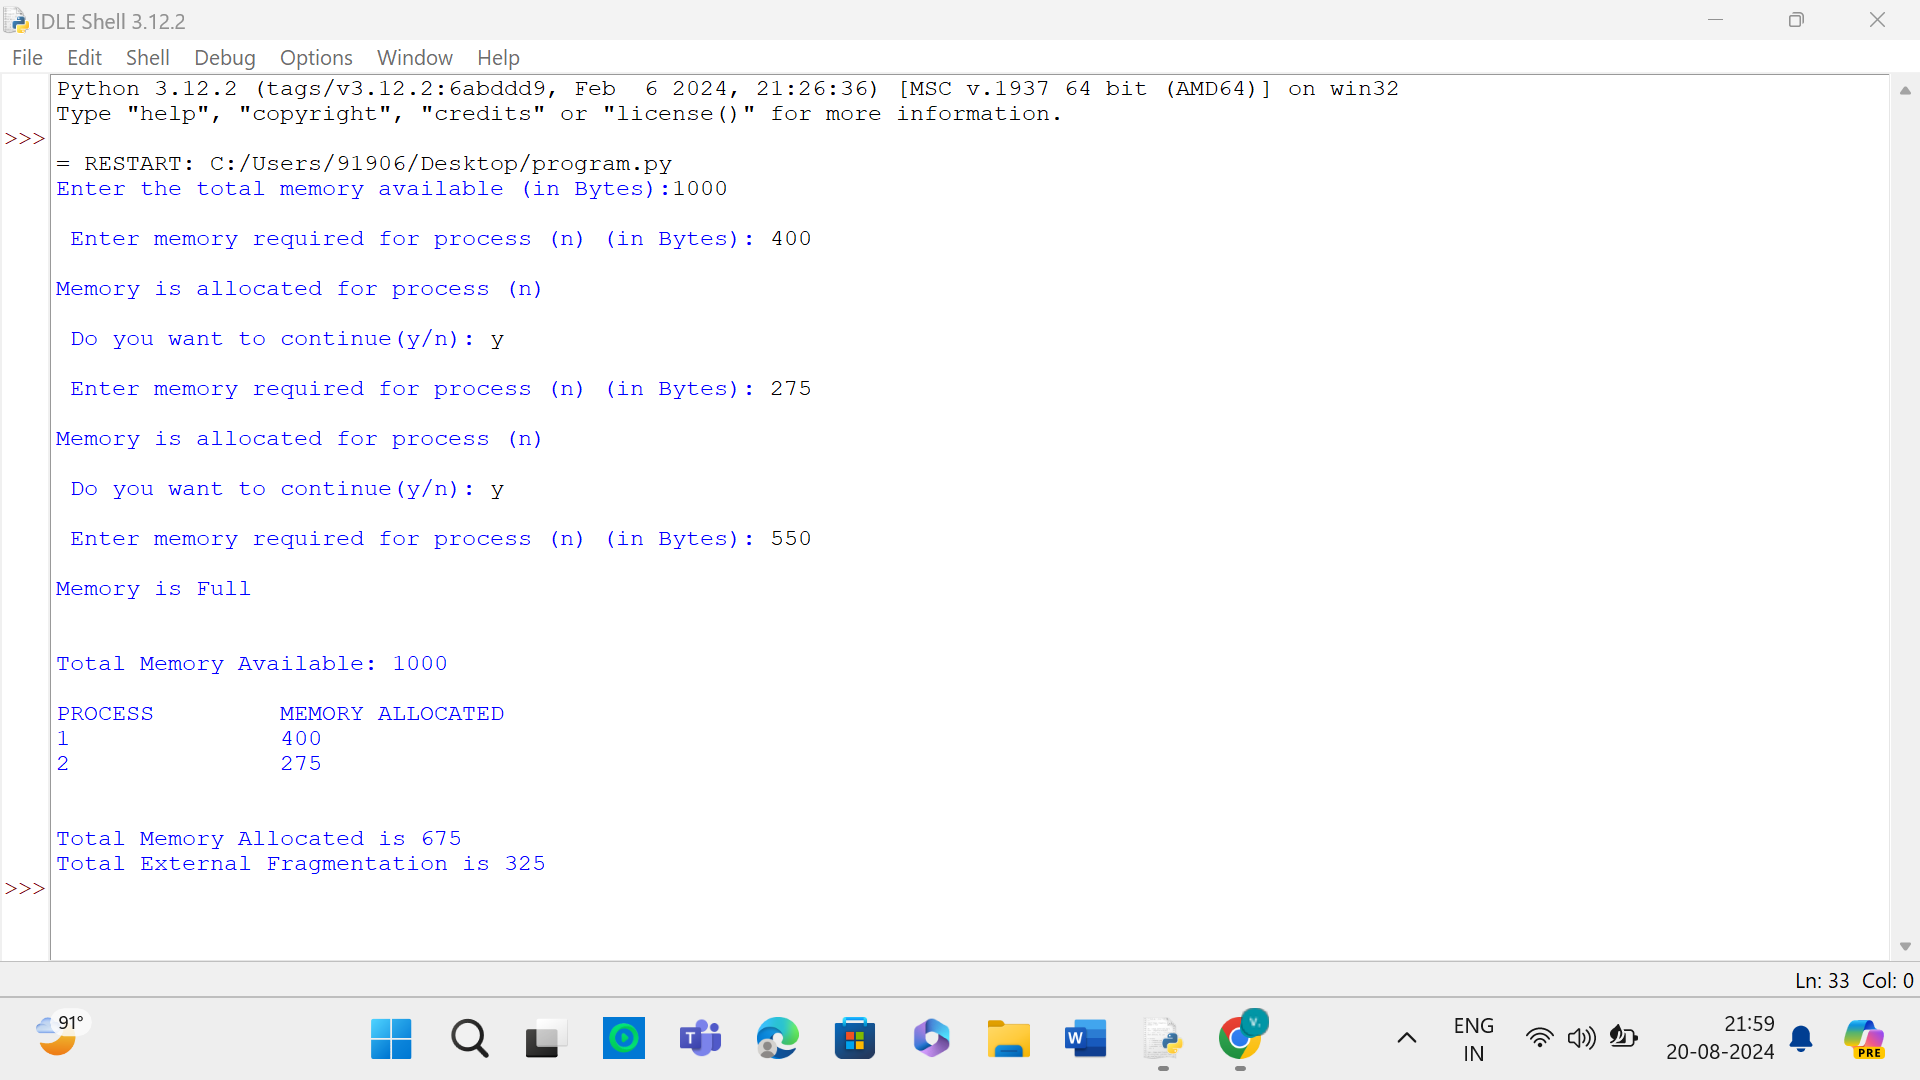 IDLE Shell 3.12.2
File Edit Shell Debug Options Window Help
Python 3.12.2 (tags/v3.12.2:6abddd9, Feb  6 2024, 21:26:36) [MSC v.1937 64 bit (AMD64)] on win32
Type "help", "copyright", "credits" or "license()" for more information.
>>>
= RESTART: C:/Users/91906/Desktop/program.py
Enter the total memory available (in Bytes):1000
Enter memory required for process (n) (in Bytes): 400
Memory is allocated for process (n)
Do you want to continue(y/n): y
Enter memory required for process (n) (in Bytes): 275
Memory is allocated for process (n)
Do you want to continue(y/n): y
Enter memory required for process (n) (in Bytes): 550
Memory is Full
Total Memory Available: 1000
PROCESS MEMORY ALLOCATED
1 400
2 275
Total Memory Allocated is 675
Total External Fragmentation is 325
>>>
Ln: 33 Col: 0
91°
T
W
v.
ENG
IN
21:59
20-08-2024
PRE